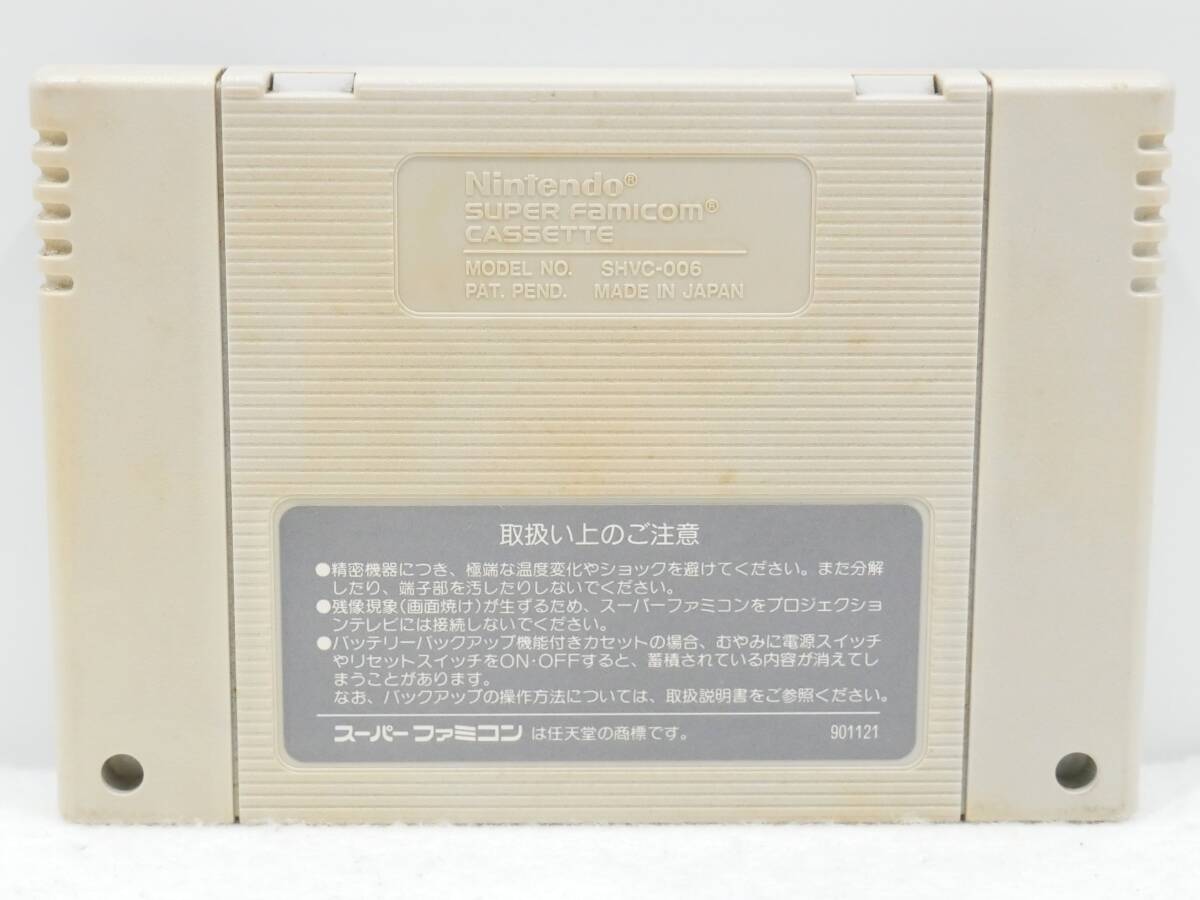 Nintendo®
SUPER FAMICOM®
CASSETTE
MODEL NO. SHVC-006
PAT. PEND. MADE IN JAPAN
取扱い上のご注意
●精密機器につき、極端な温度変化やショックを避けてください。また分解
したり、端子部を汚したりしないでください。
●残像現象(画面焼け)が生ずるため、スーパーファミコンをプロジェクショ
ンテレビには接続しないでください。
●バッテリーバックアップ機能付きカセットの場合、むやみに電源スイッチ
やリセットスイッチをON・OFFすると、蓄積されている内容が消えてし
まうことがあります。
なお、バックアップの操作方法については、取扱説明書をご参照ください。
スーパーファミコン は任天堂の商標です。 901121